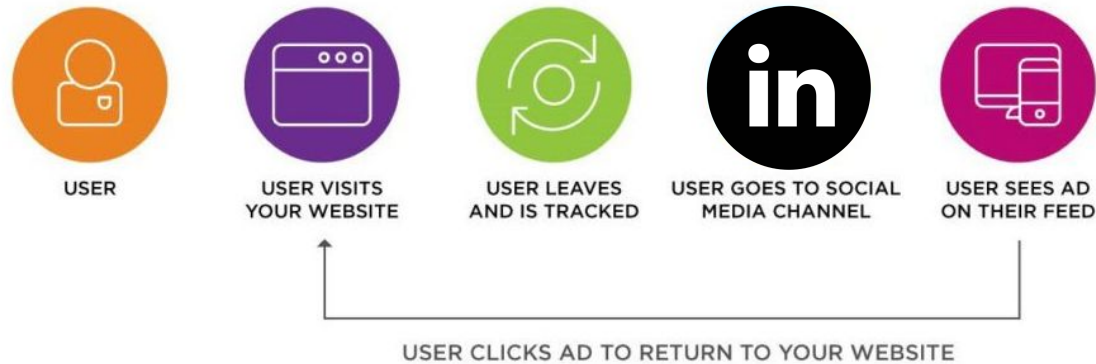 in
USER
USER VISITS
YOUR WEBSITE
USER LEAVES
AND IS TRACKED
USER GOES TO SOCIAL
MEDIA CHANNEL
USER SEES AD
ON THEIR FEED
USER CLICKS AD TO RETURN TO YOUR WEBSITE